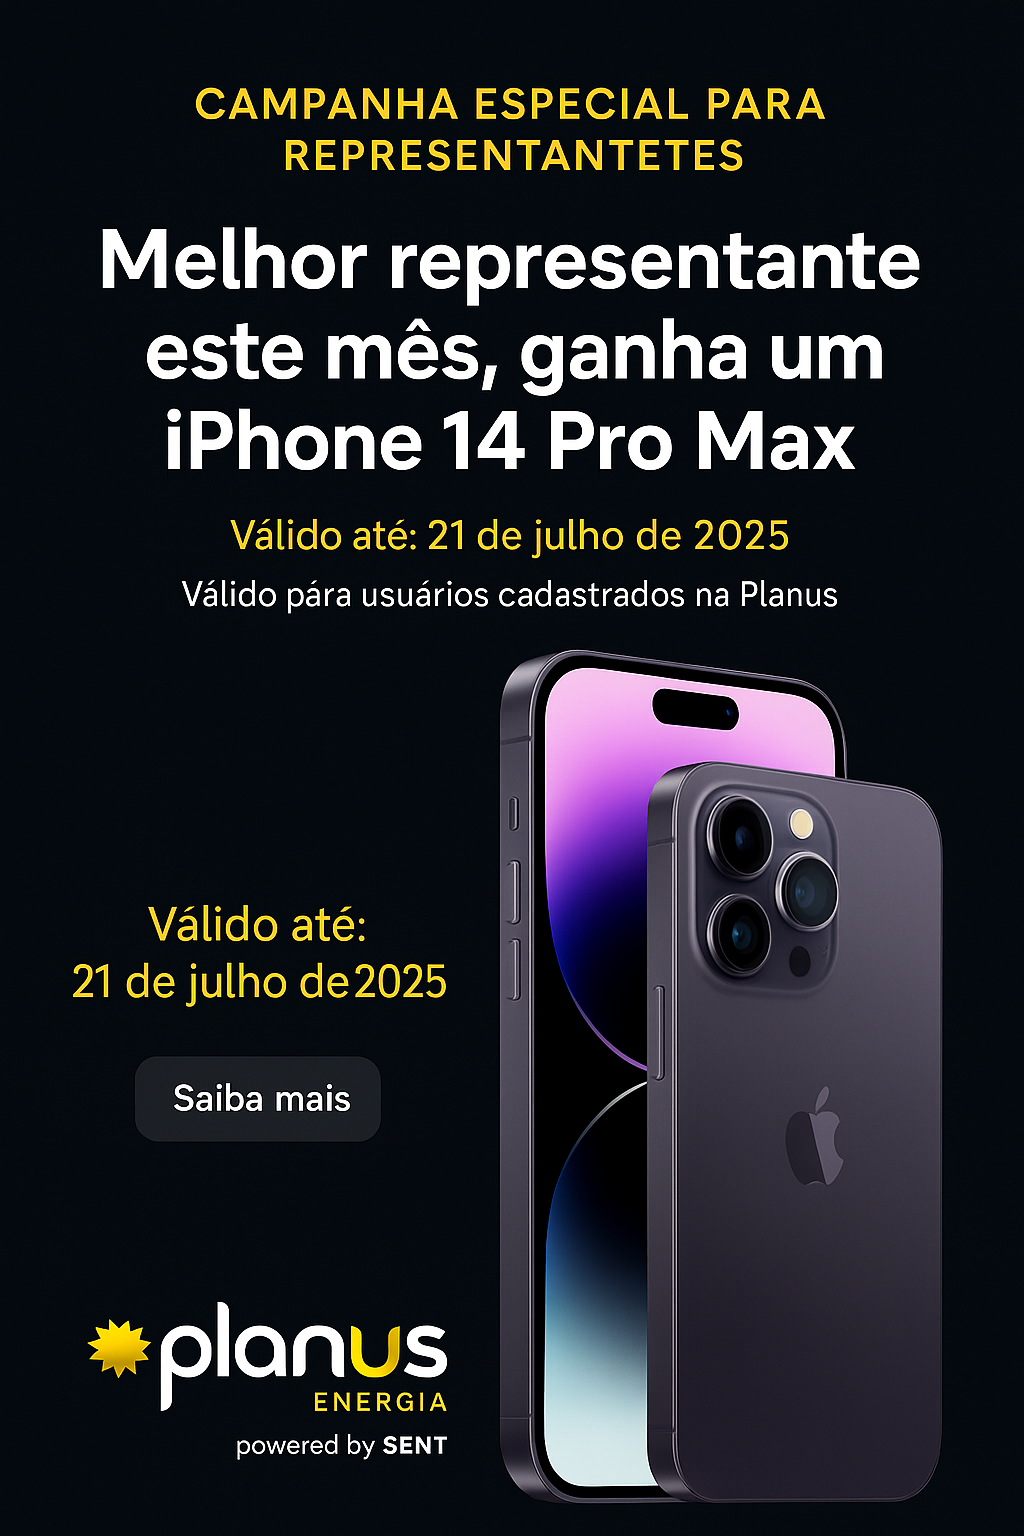 CAMPANHA ESPECIAL PARA
REPRESENTANTETES
Melhor representante
este mês, ganha um
iPhone 14 Pro Max
Válido até: 21 de julho de 2025
Válido pára usuários cadastrados na Planus
Válido até:
21 de julho de2025
Saiba mais
planus
ENERGIA
powered by SENT